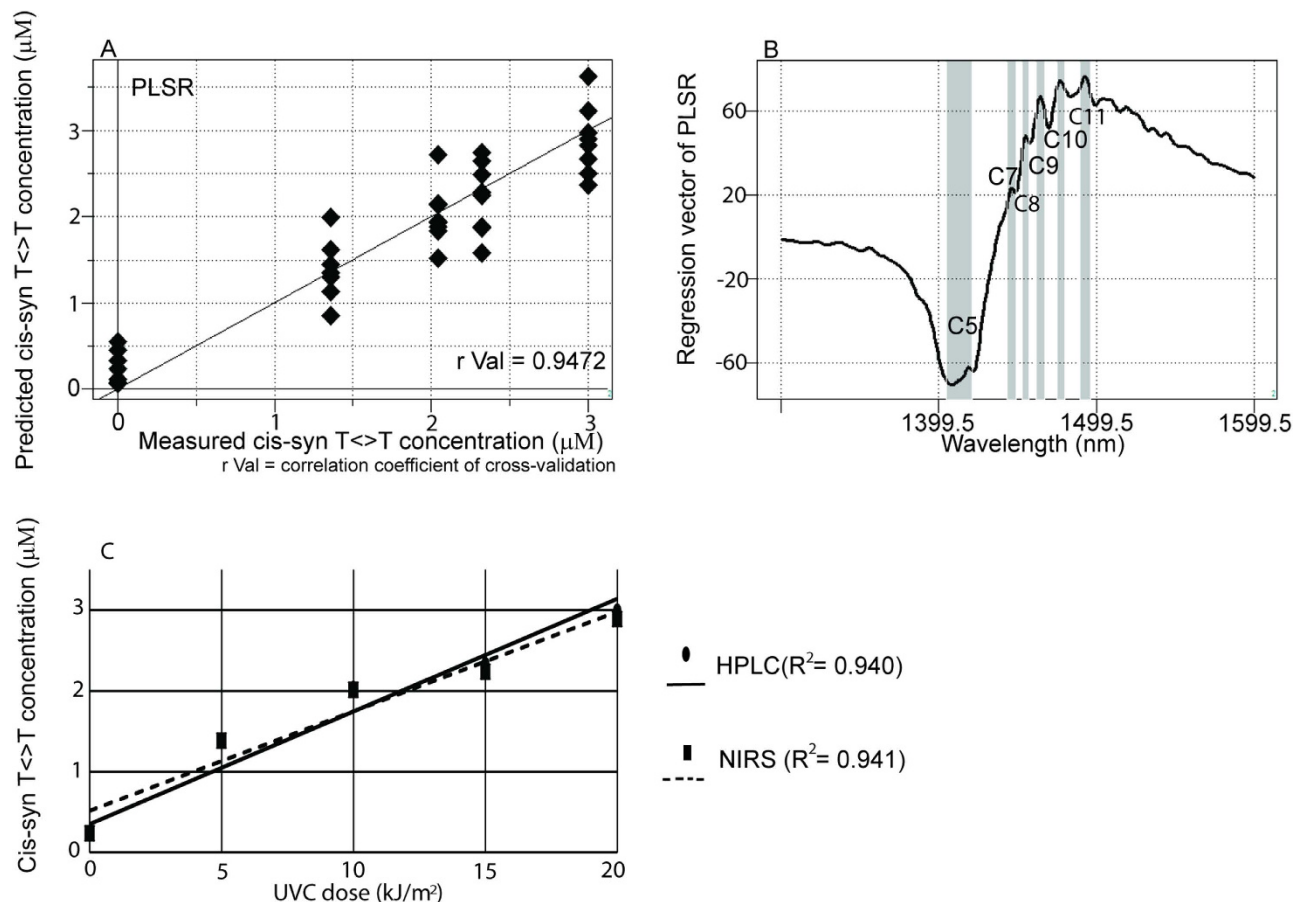 A
PLSR
Predicted cis-syn T<>T concentration (μM)
3
2
1
0
r Val = 0.9472
0 1 2 3
Measured cis-syn T<>T concentration (μM)
r Val = correlation coefficient of cross-validation
B
Regression vector of PLSR
60
20
-20
-60
C5
C7
C8
C9
C10
C11
1399.5 1499.5 1599.5
Wavelength (nm)
C
Cis-syn T<>T concentration (μM)
3
2
1
0
0 5 10 15 20
UVC dose (kJ/m²)
HPLC(R²= 0.940)
NIRS (R²= 0.941)